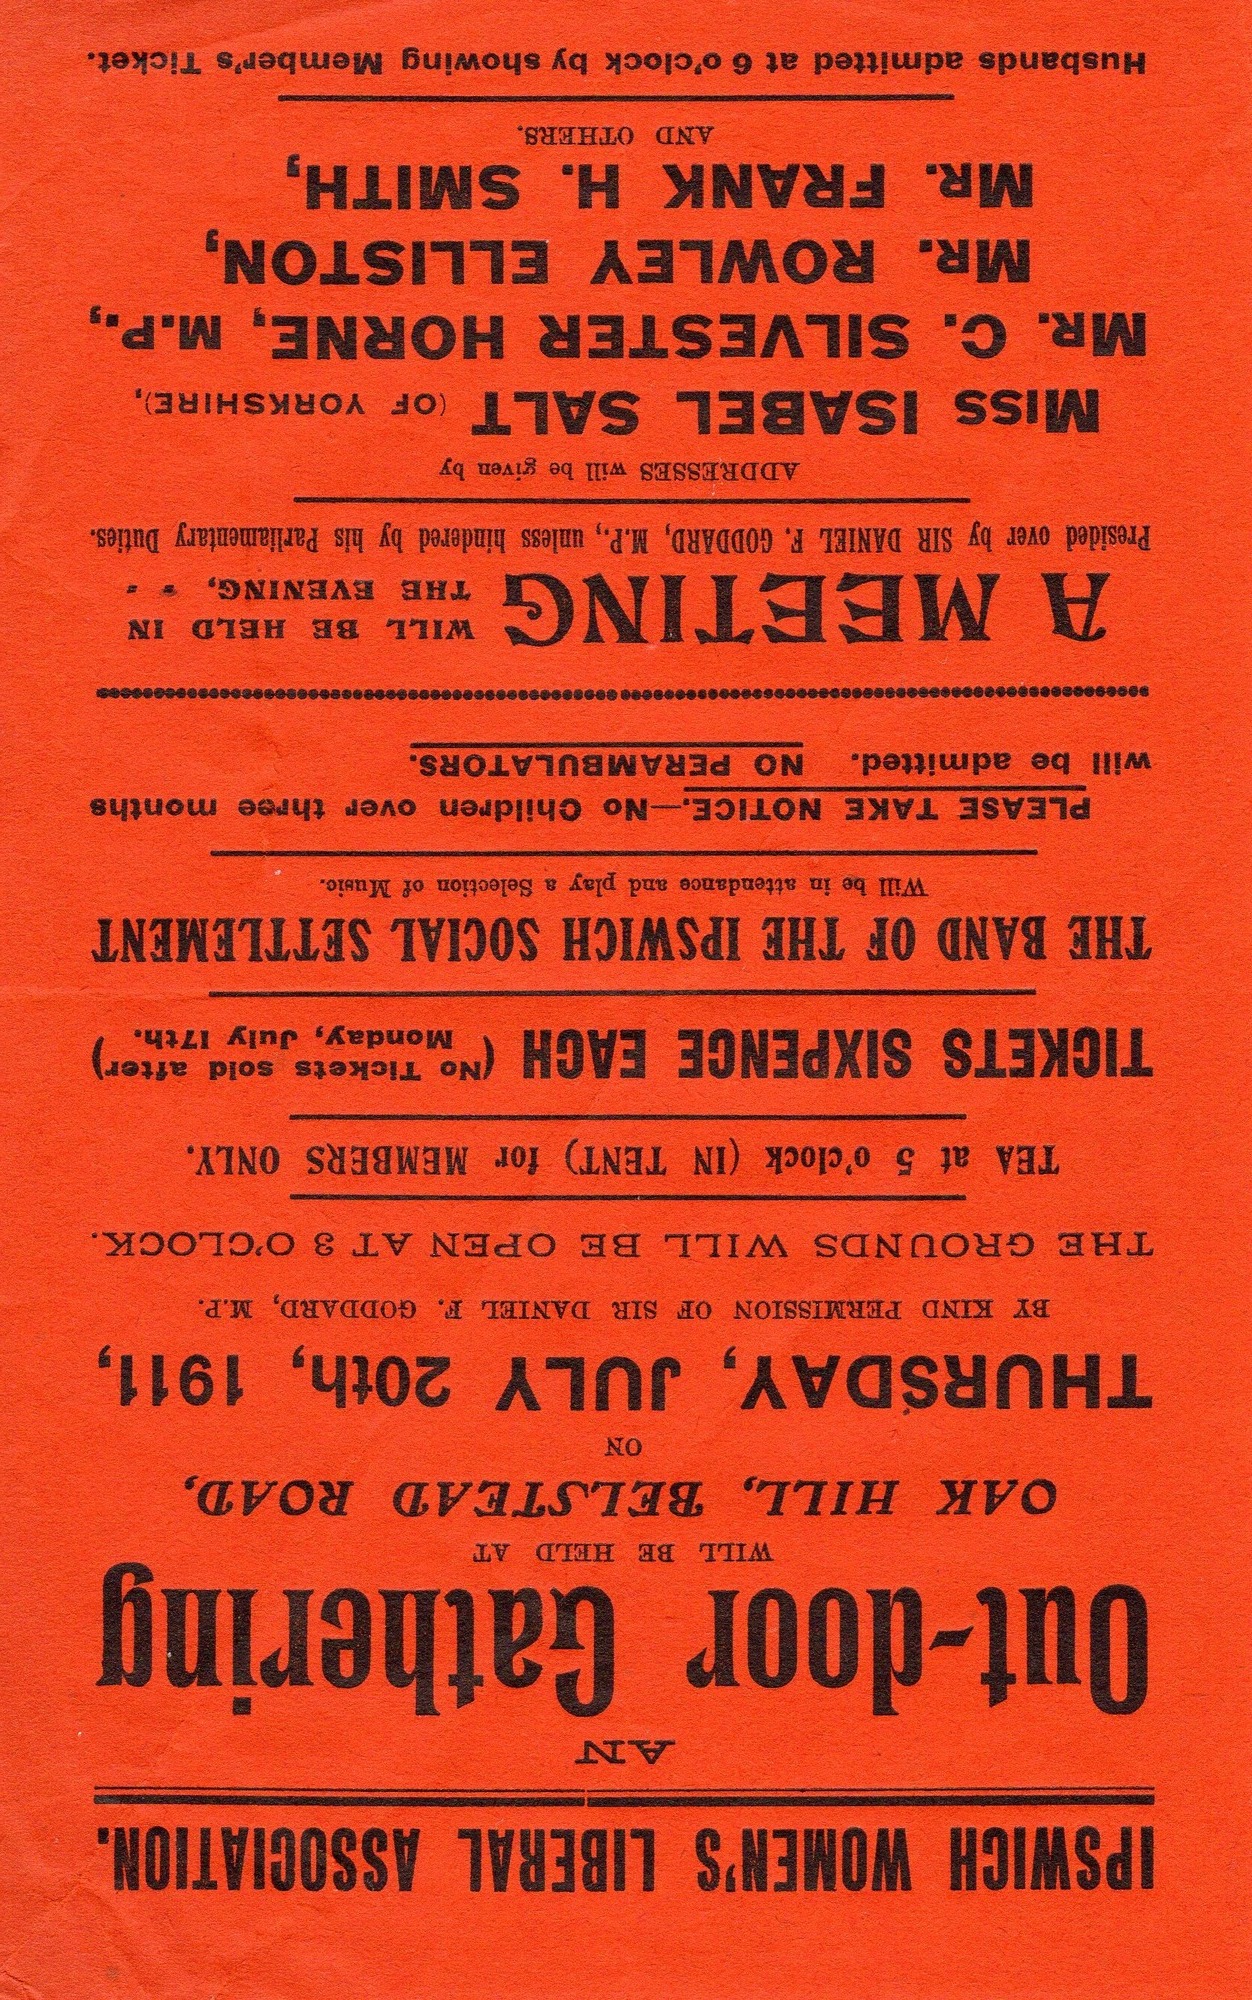 IPSWICH WOMEN'S LIBERAL ASSOCIATION.
AN
Out-door Gathering
WILL BE HELD AT
OAK HILL, BELSTEAD ROAD,
ON
THURSDAY, JULY 20th, 1911,
BY KIND PERMISSION OF SIR DANIEL F. GODDARD, M.P.
THE GROUNDS WILL BE OPEN AT 3 O'CLOCK.
TEA at 5 o'clock (IN TENT) for MEMBERS ONLY.
TICKETS SIXPENCE EACH (No Tickets sold after
Monday, July 17th.)
THE BAND OF THE IPSWICH SOCIAL SETTLEMENT
Will be in attendance and play a Selection of Music.
PLEASE TAKE NOTICE.—No Children over three months
will be admitted. NO PERAMBULATORS.
A MEETING WILL BE HELD IN
THE EVENING, - -
Presided over by SIR DANIEL F. GODDARD, M.P., unless hindered by his Parliamentary Duties.
ADDRESSES will be given by
MISS ISABEL SALT (OF YORKSHIRE),
MR. C. SILVESTER HORNE, M.P.,
MR. ROWLEY ELLISTON,
MR. FRANK H. SMITH,
AND OTHERS.
Husbands admitted at 6 o'clock by showing Member's Ticket.